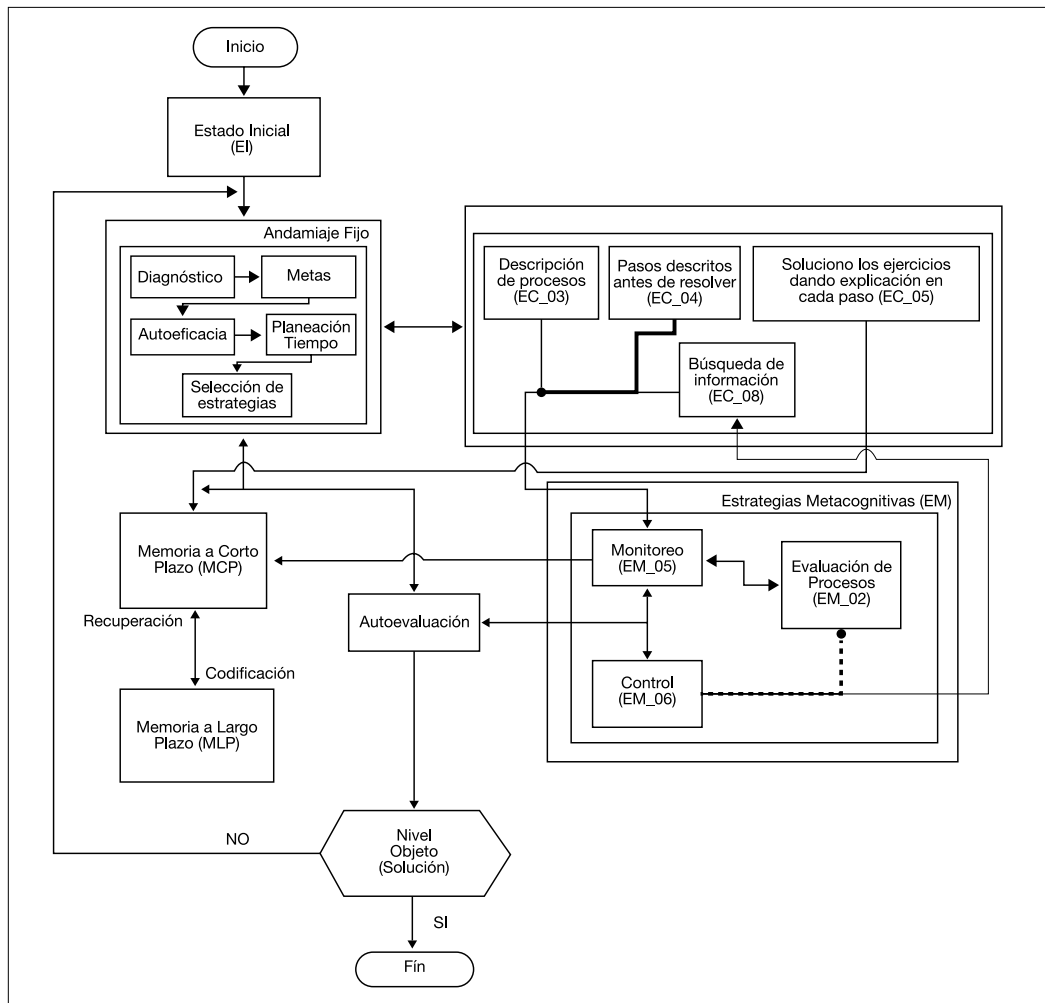 Inicio
Estado Inicial
(EI)
Andamiaje Fijo
Diagnóstico
Metas
Autoeficacia
Planeación
Tiempo
Selección de
estrategias
Descripción
de procesos
(EC_03)
Pasos descritos
antes de resolver
(EC_04)
Soluciono los ejercicios
dando explicación en
cada paso (EC_05)
Búsqueda de
información
(EC_08)
Estrategias Metacognitivas (EM)
Monitoreo
(EM_05)
Evaluación de
Procesos
(EM_02)
Control
(EM_06)
Memoria a Corto
Plazo (MCP)
Recuperación
Codificación
Memoria a Largo
Plazo (MLP)
Autoevaluación
Nivel
Objeto
(Solución)
NO
SI
Fín